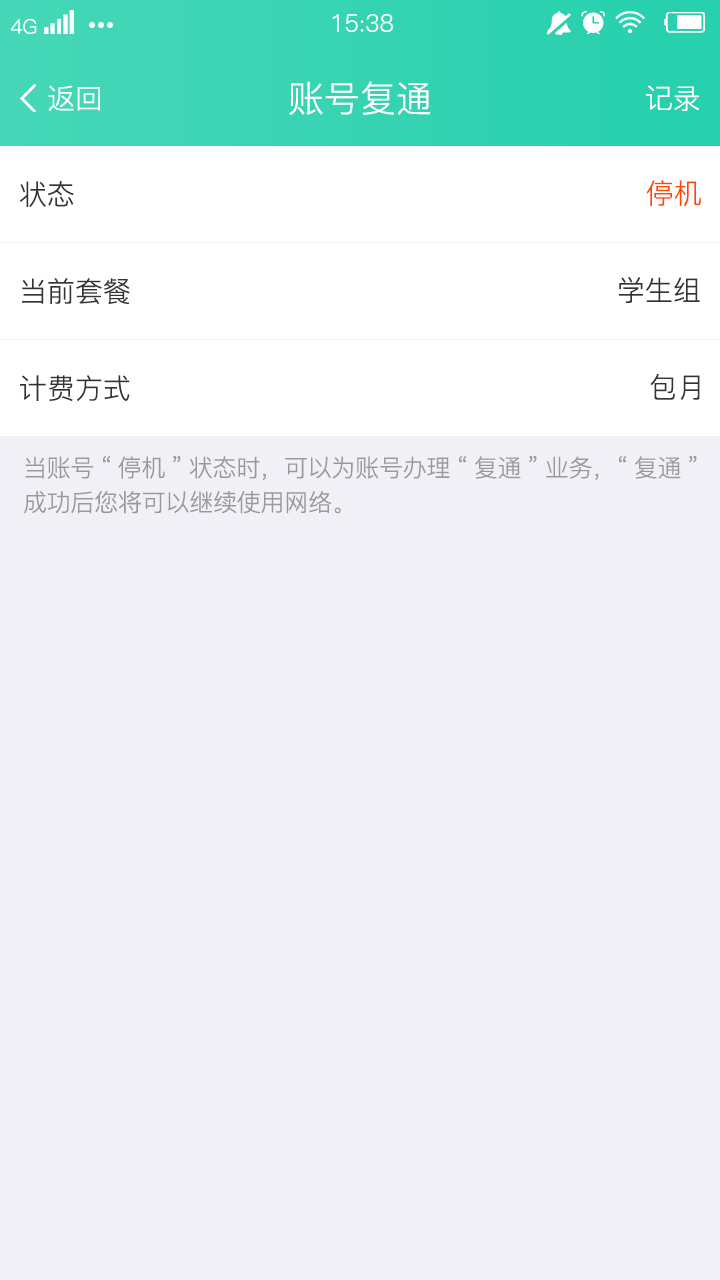 4G 15:38
返回 账号复通 记录
状态 停机
当前套餐 学生组
计费方式 包月
当账号“停机”状态时，可以为账号办理“复通”业务，“复通”
成功后您将可以继续使用网络。